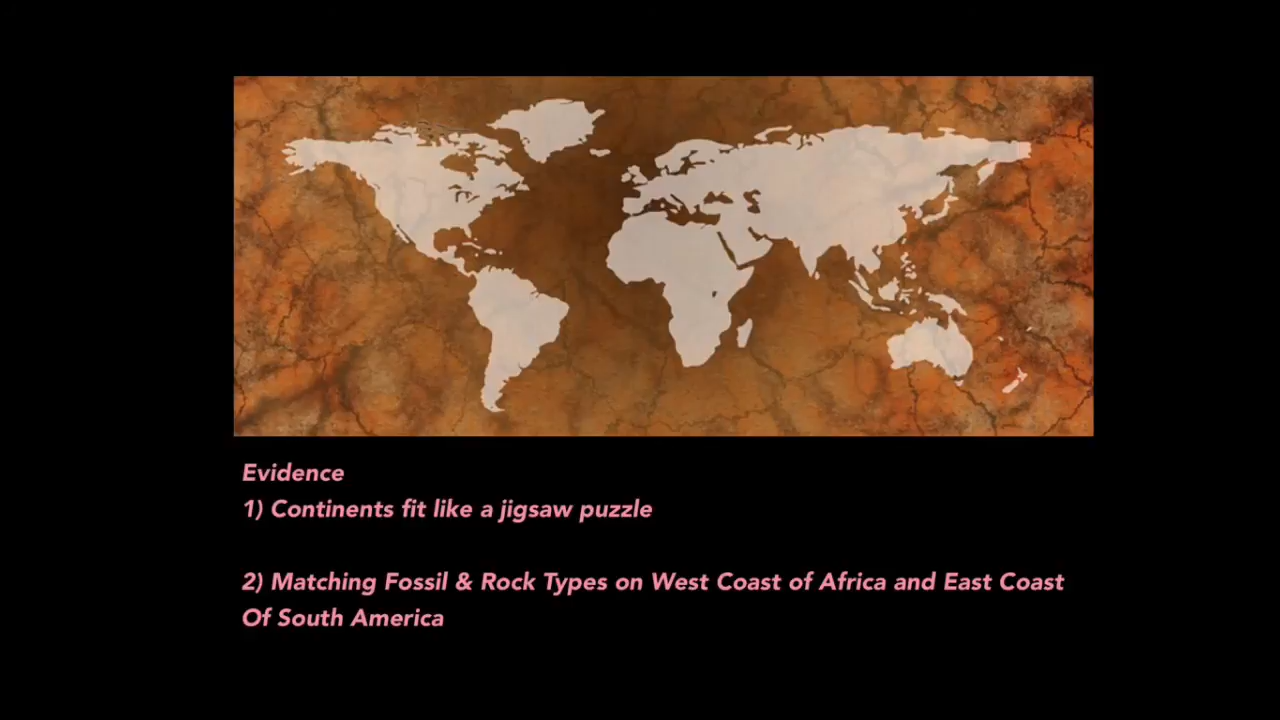 Evidence
1) Continents fit like a jigsaw puzzle
2) Matching Fossil & Rock Types on West Coast of Africa and East Coast
Of South America